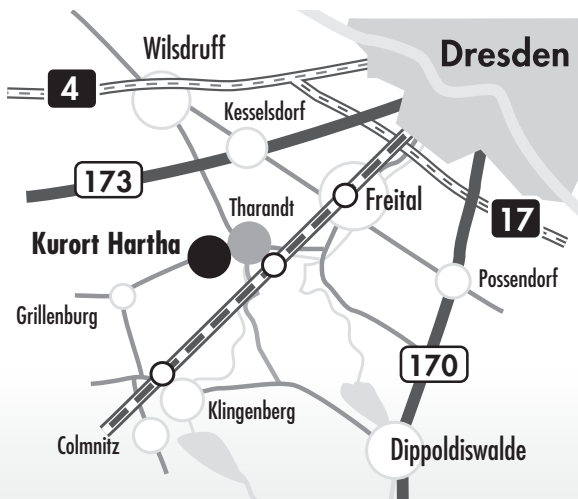 Wilsdruff
Dresden
4
Kesselsdorf
173
Tharandt
Freital
17
Kurort Hartha
Possendorf
Grillenburg
170
Klingenberg
Colmnitz
Dippoldiswalde